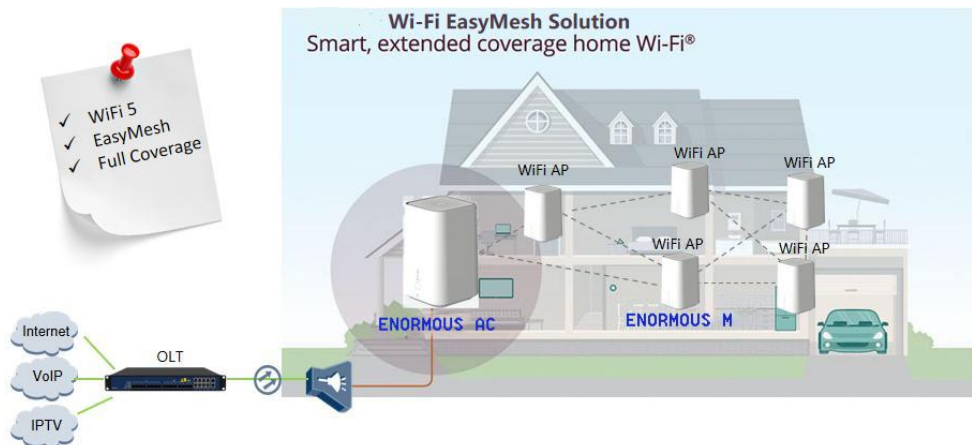 Wi-Fi EasyMesh Solution
Smart, extended coverage home Wi-Fi®
✓ WiFi 5
✓ EasyMesh
✓ Full Coverage
WiFi AP
WiFi AP
WiFi AP
WiFi AP
WiFi AP
ENORMOUS AC
ENORMOUS M
Internet
OLT
VoIP
IPTV